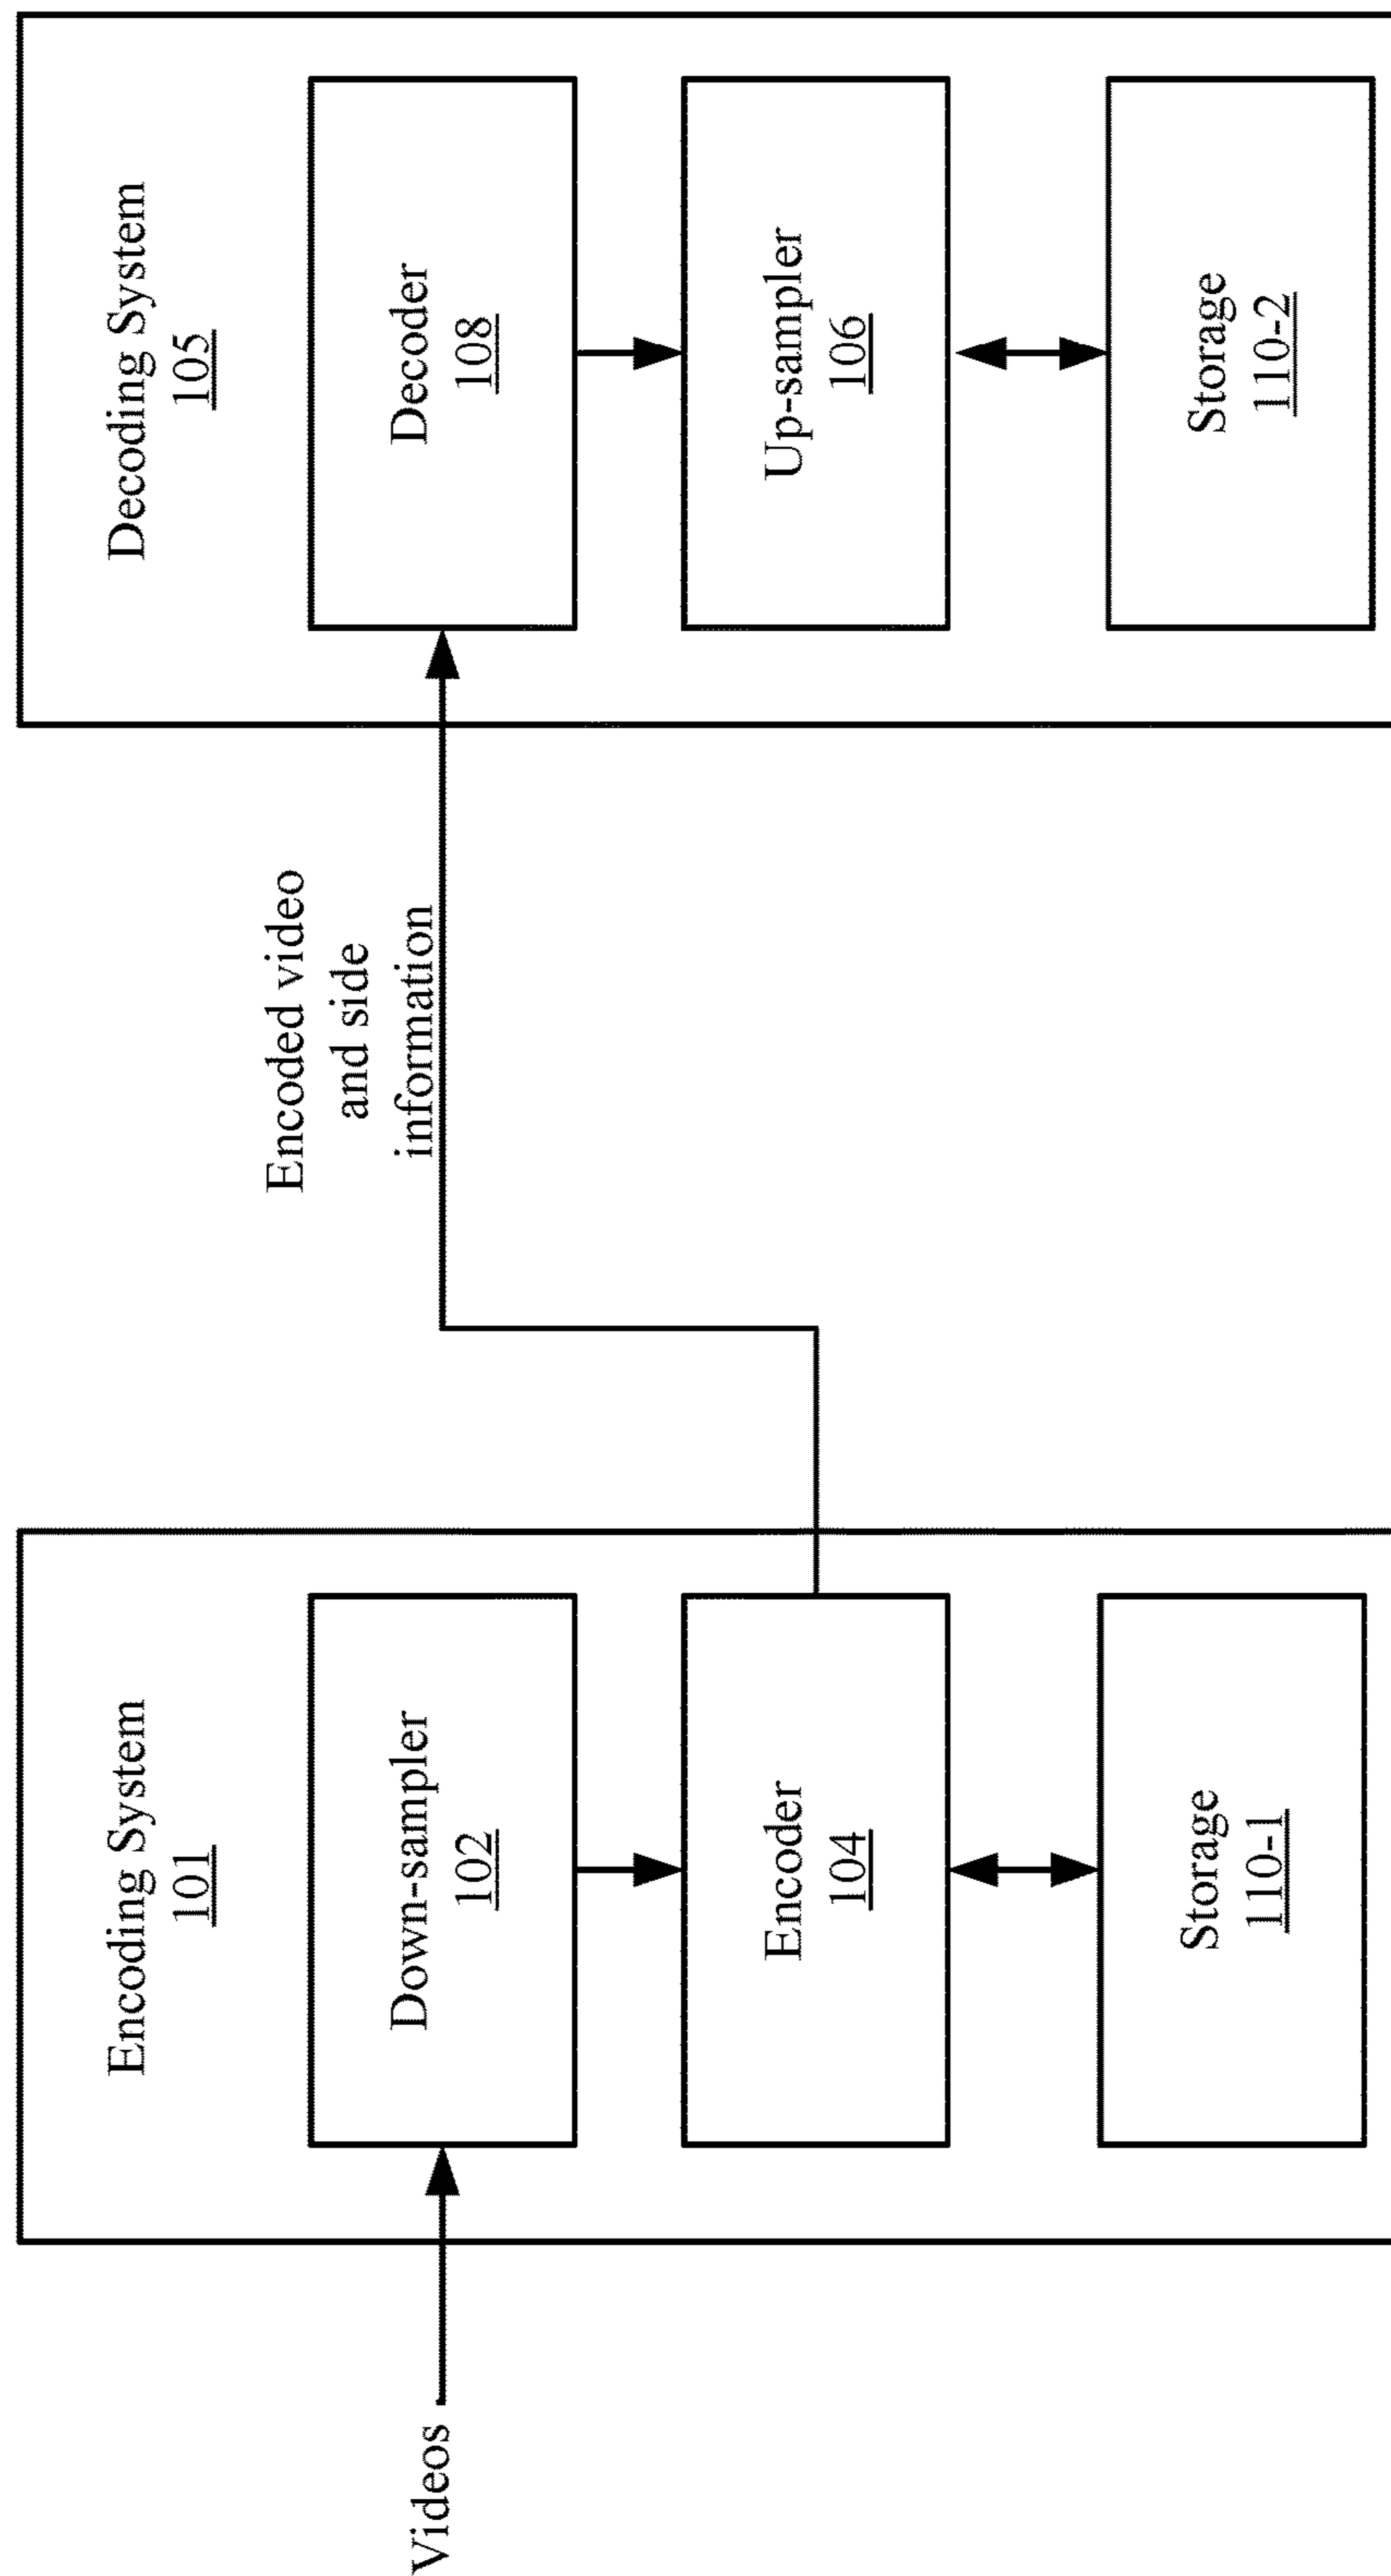 Videos
Encoding System
101
Down-sampler
102
Encoder
104
Storage
110-1
Encoded video
and side
information
Decoding System
105
Decoder
108
Up-sampler
106
Storage
110-2